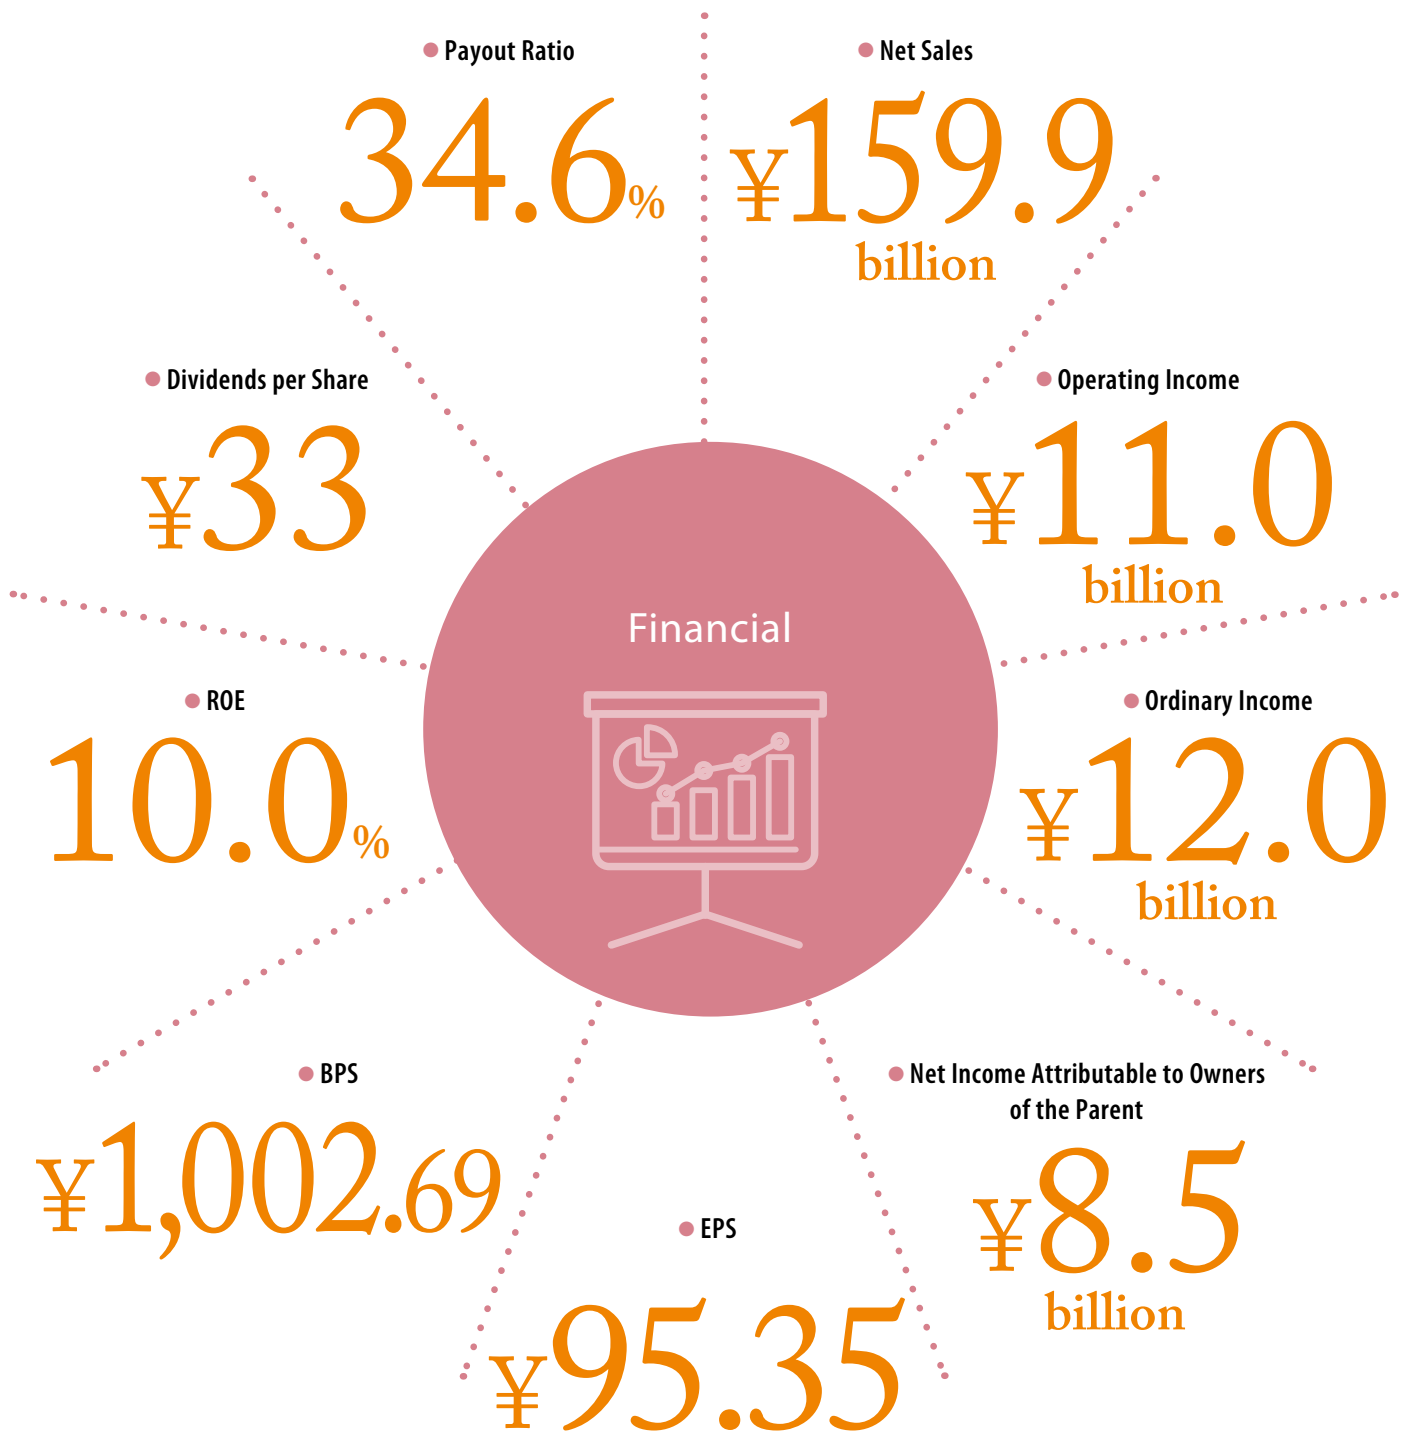 Payout Ratio
34.6%
Net Sales
¥159.9
billion
Dividends per Share
¥33
Operating Income
¥11.0
billion
Financial
ROE
10.0%
Ordinary Income
¥12.0
billion
BPS
¥1,002.69
Net Income Attributable to Owners
of the Parent
¥8.5
billion
EPS
¥95.35